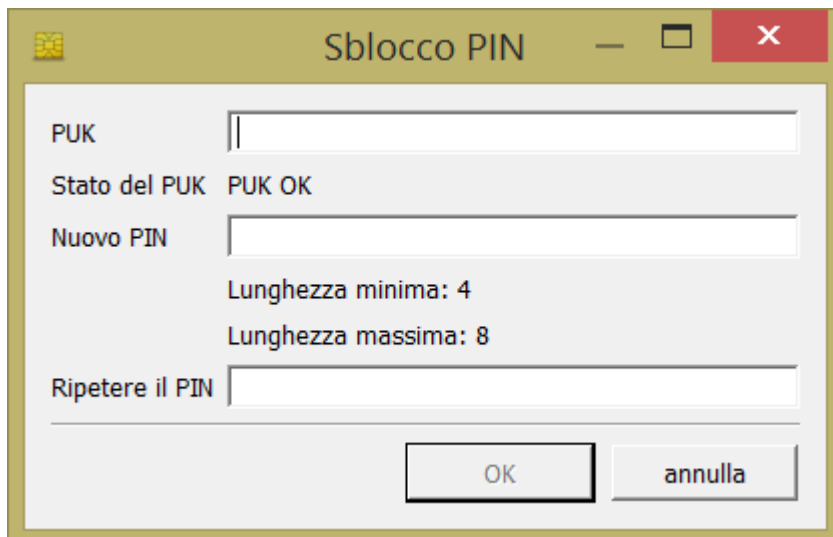 Sblocco PIN
PUK
Stato del PUK PUK OK
Nuovo PIN
Lunghezza minima: 4
Lunghezza massima: 8
Ripetere il PIN
OK annulla